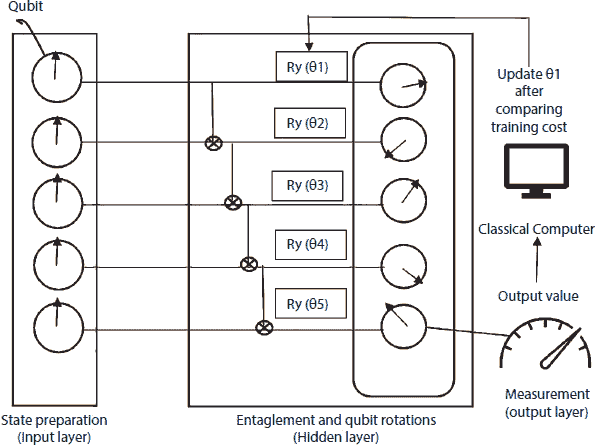 Qubit
Ry (θ1)
Ry (θ2)
Ry (θ3)
Ry (θ4)
Ry (θ5)
Update θ1
after
comparing
training cost
Classical Computer
Output value
Measurement
(output layer)
State preparation
(Input layer)
Entaglement and qubit rotations
(Hidden layer)